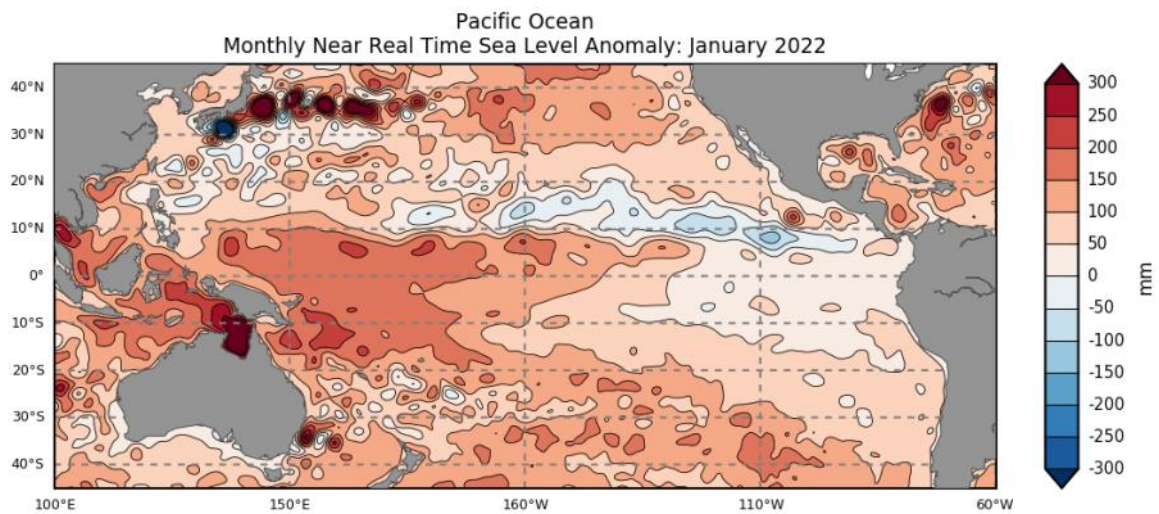 Pacific Ocean
Monthly Near Real Time Sea Level Anomaly: January 2022
40°N
30°N
20°N
10°N
0°
10°S
20°S
30°S
40°S
100°E
150°E
160°W
110°W
60°W
300
250
200
150
100
50
0
-50
-100
-150
-200
-250
-300
mm